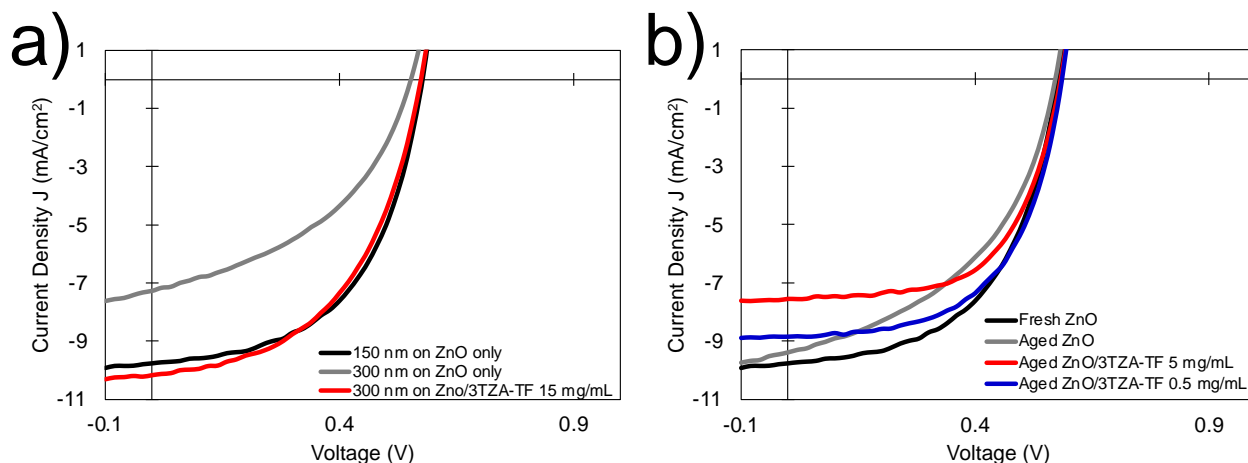 a)
1
-1
-3
-5
-7
-9
-11
-0.1
0.4
0.9
Current Density J (mA/cm²)
Voltage (V)
150 nm on ZnO only
300 nm on ZnO only
300 nm on Zno/3TZA-TF 15 mg/mL
b)
1
-1
-3
-5
-7
-9
-11
-0.1
0.4
0.9
Current Density J (mA/cm²)
Voltage (V)
Fresh ZnO
Aged ZnO
Aged ZnO/3TZA-TF 5 mg/mL
Aged ZnO/3TZA-TF 0.5 mg/mL